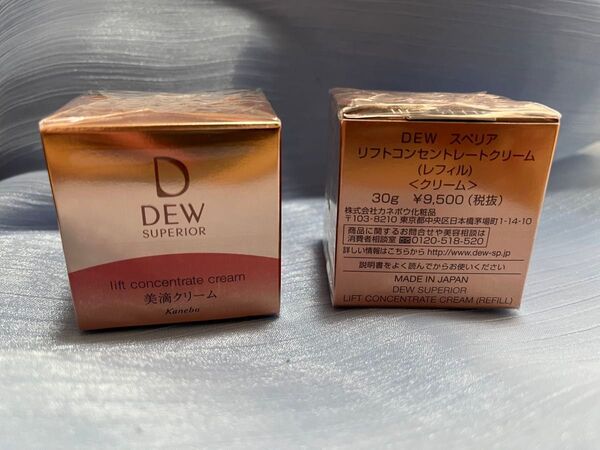 D
DEW
SUPERIOR
lift concentrate cream
美滴クリーム
Kanebo
DEW スペリア
リフトコンセントレートクリーム
(レフィル)
<クリーム>
30g ¥9,500(税抜)
株式会社カネボウ化粧品
〒103-8210 東京都中央区日本橋茅場町1-14-10
商品に関するお問合せや美容相談は
消費者相談室 0120-518-520
詳しい情報はこちらから http://www.dew-sp.jp
説明書をよく読んでからお使いください
MADE IN JAPAN
DEW SUPERIOR
LIFT CONCENTRATE CREAM (REFILL)